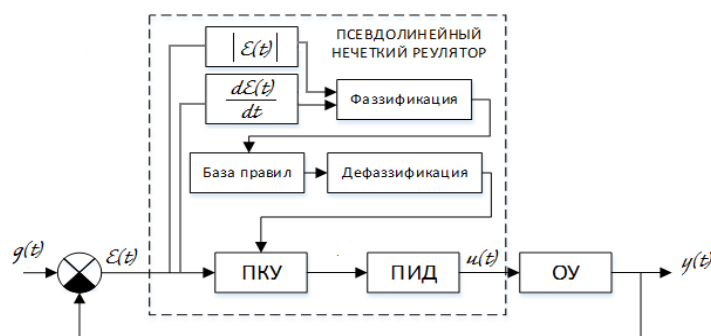 ПСЕВДОЛИНЕЙНЫЙ
НЕЧЕТКИЙ РЕУЛЯТОР
|ε(t)|
dε(t)
dt
Фаззификация
База правил
Дефаззификация
g(t)
ε(t)
ПКУ
ПИД
u(t)
ОУ
y(t)